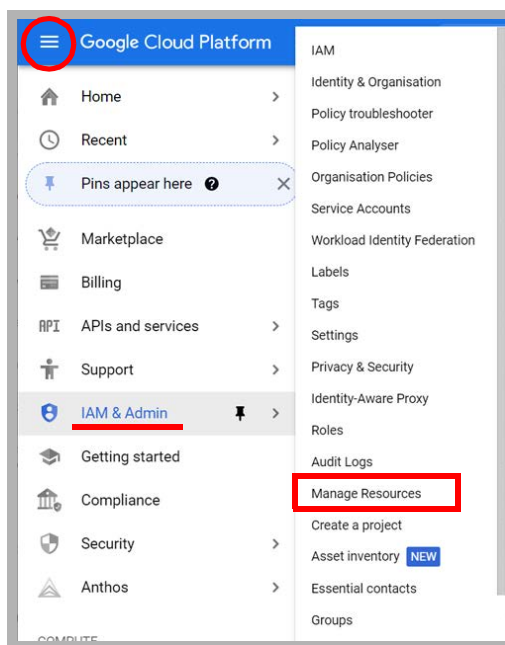 Google Cloud Platform
Home
Recent
Pins appear here ?
Marketplace
Billing
API APIs and services
Support
IAM & Admin
Getting started
Compliance
Security
Anthos
COMPUTE
IAM
Identity & Organisation
Policy troubleshooter
Policy Analyser
Organisation Policies
Service Accounts
Workload Identity Federation
Labels
Tags
Settings
Privacy & Security
Identity-Aware Proxy
Roles
Audit Logs
Manage Resources
Create a project
Asset inventory NEW
Essential contacts
Groups